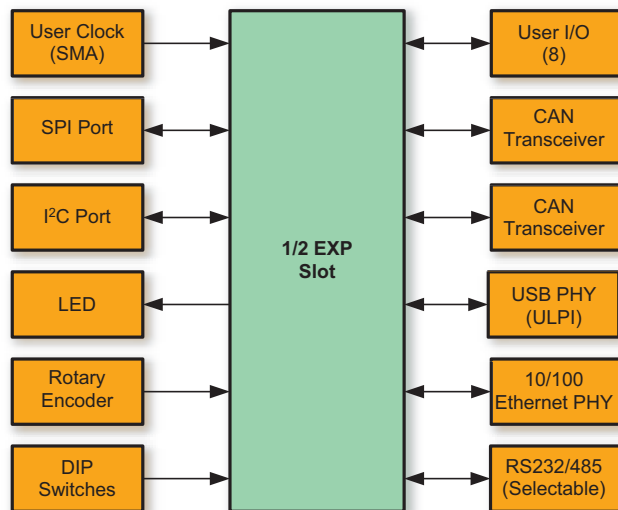 User Clock
(SMA)
SPI Port
I²C Port
LED
Rotary
Encoder
DIP
Switches
1/2 EXP
Slot
User I/O
(8)
CAN
Transceiver
CAN
Transceiver
USB PHY
(ULPI)
10/100
Ethernet PHY
RS232/485
(Selectable)